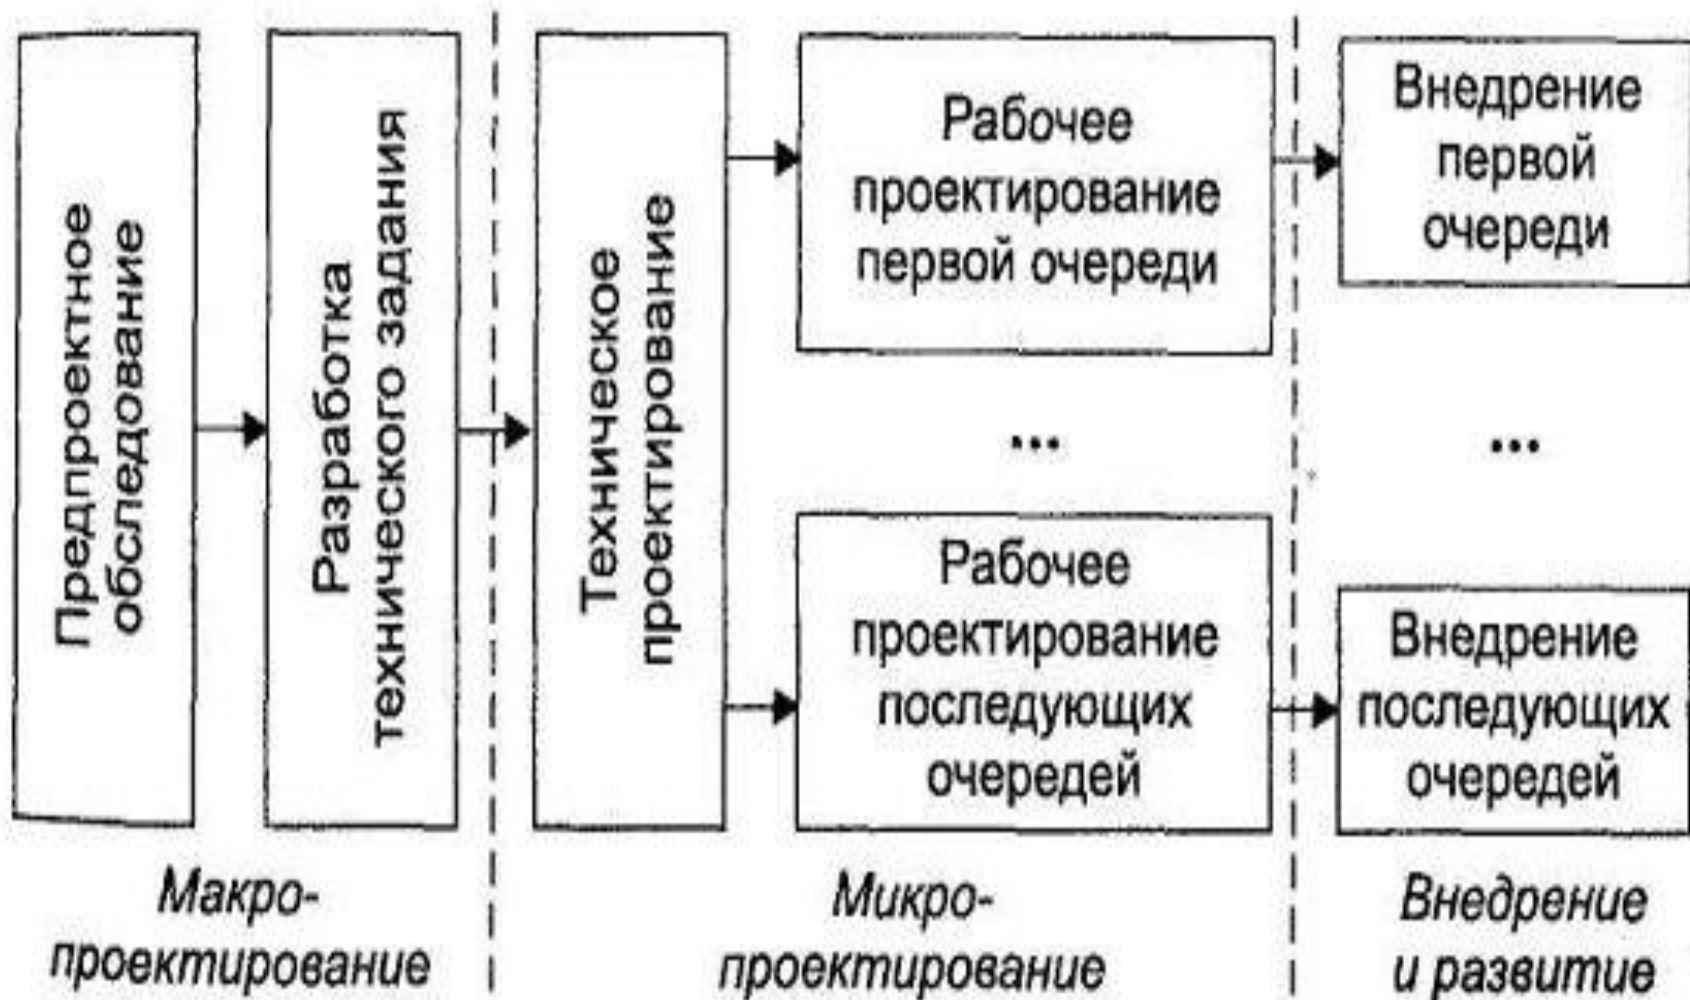 Предпроектное
обследование
Разработка
технического задания
Техническое
проектирование
Рабочее
проектирование
первой очереди
...
Рабочее
проектирование
последующих
очередей
Внедрение
первой
очереди
...
Внедрение
последующих
очередей
Макро-
проектирование
Микро-
проектирование
Внедрение
и развитие